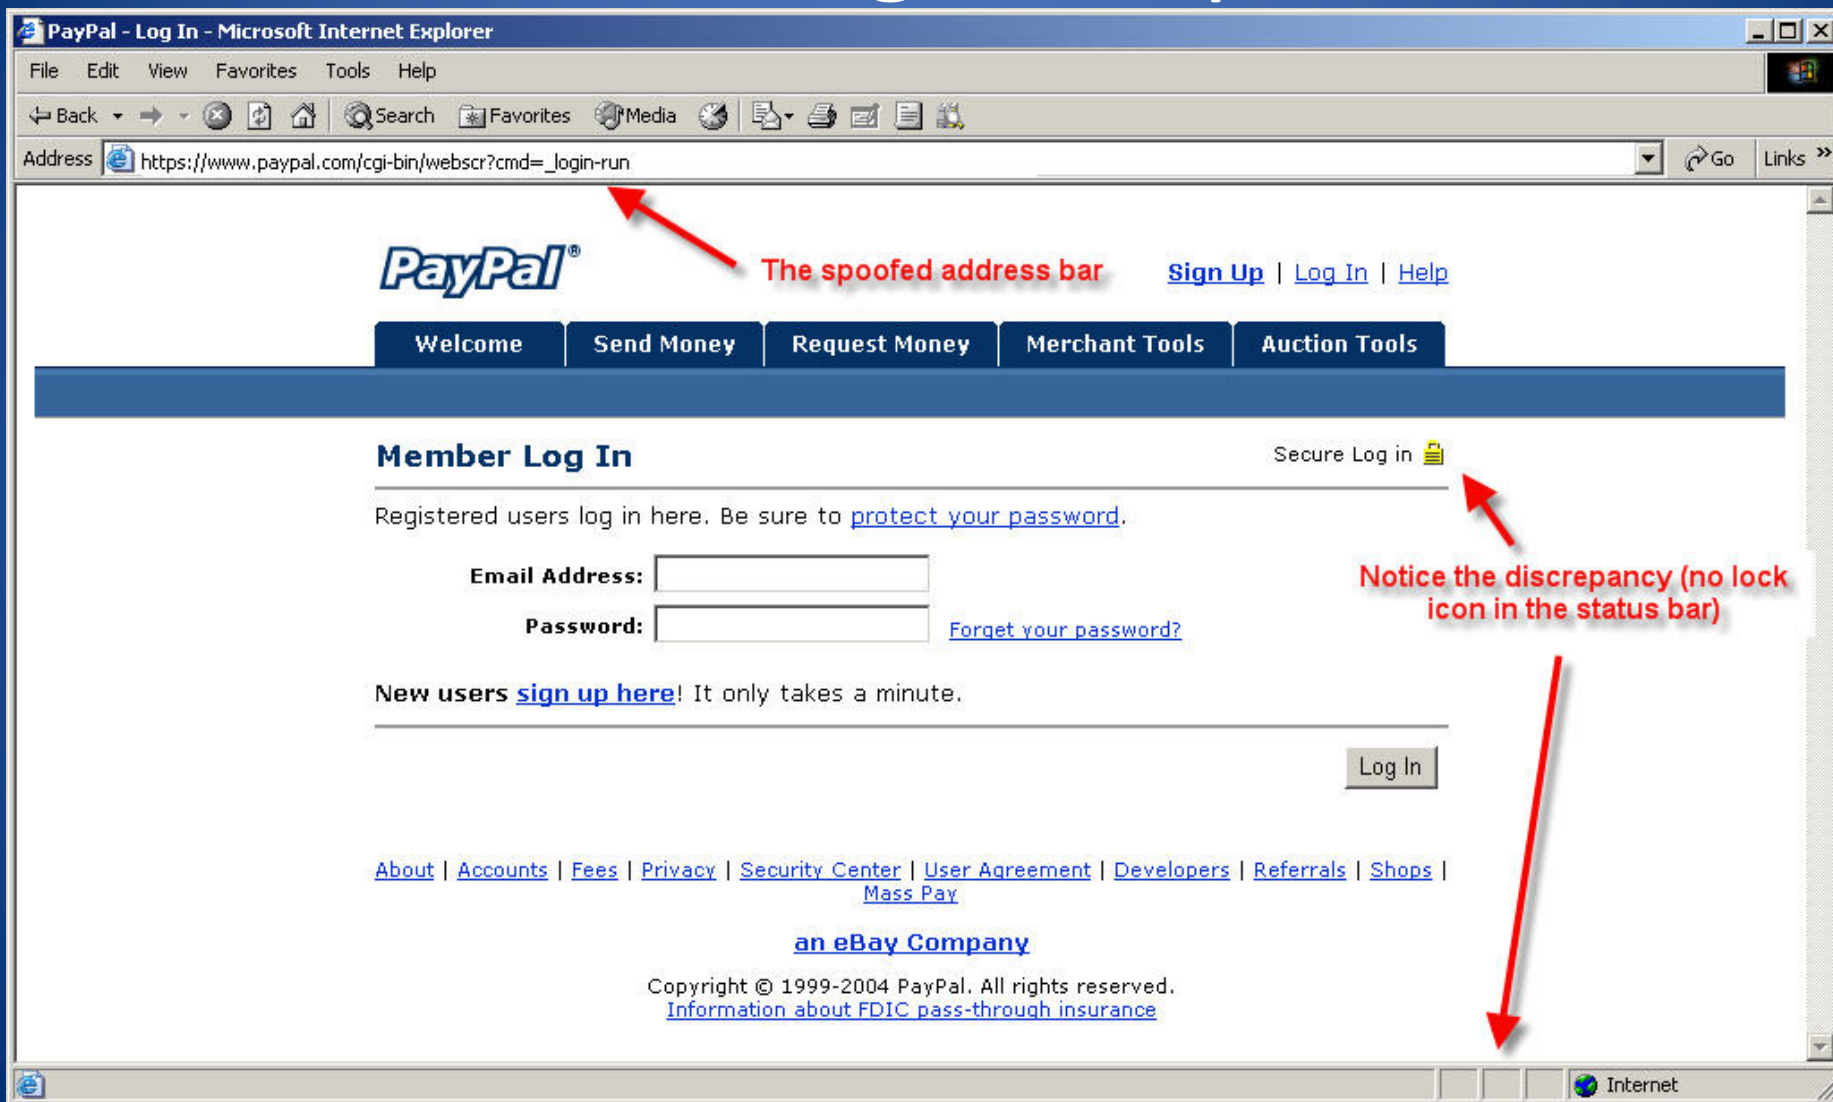 PayPal - Log In - Microsoft Internet Explorer
File Edit View Favorites Tools Help
Back Search Favorites Media
Address https://www.paypal.com/cgi-bin/webscr?cmd=_login-run Go Links »
PayPal®
The spoofed address bar
Sign Up | Log In | Help
Welcome Send Money Request Money Merchant Tools Auction Tools
Member Log In
Secure Log in
Registered users log in here. Be sure to protect your password.
Email Address:
Notice the discrepancy (no lock
icon in the status bar)
Password:
Forget your password?
New users sign up here! It only takes a minute.
Log In
About | Accounts | Fees | Privacy | Security Center | User Agreement | Developers | Referrals | Shops |
Mass Pay
an eBay Company
Copyright © 1999-2004 PayPal. All rights reserved.
Information about FDIC pass-through insurance
Internet